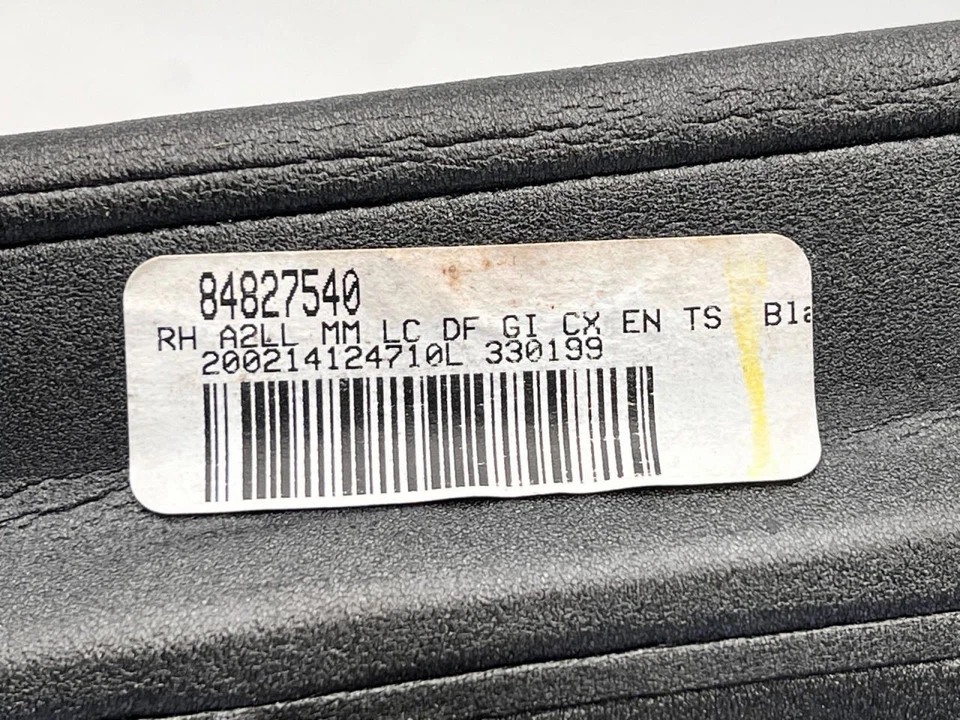 84827540
RH A2LL MM LC DF GI CX EN TS Bla
200214124710L 330199